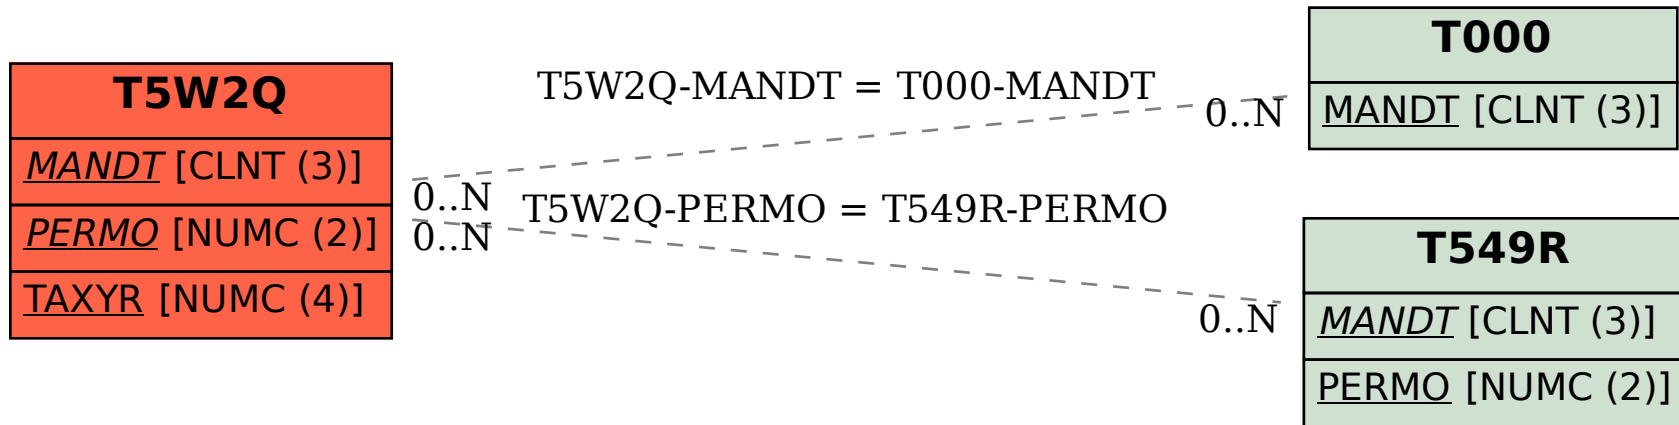 T5W2Q
MANDT [CLNT (3)]
PERMO [NUMC (2)]
TAXYR [NUMC (4)]
T5W2Q-MANDT = T000-MANDT
0..N
0..N
T5W2Q-PERMO = T549R-PERMO
0..N
0..N
T000
MANDT [CLNT (3)]
T549R
MANDT [CLNT (3)]
PERMO [NUMC (2)]